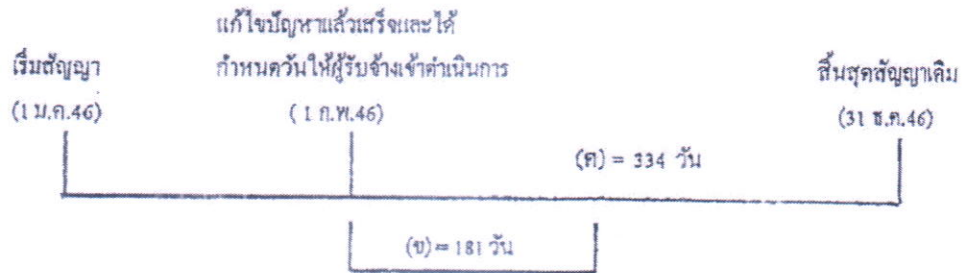 แก้ไขปัญหาแล้วเสร็จและได้
เริ่มสัญญา
กำหนดวันให้ผู้รับจ้างเข้าดำเนินการ
สิ้นสุดสัญญาเดิม
(1 ม.ค.46)
( 1 ก.พ.46)
(31 ธ.ค.46)
(ค) = 334 วัน
(ข) = 181 วัน